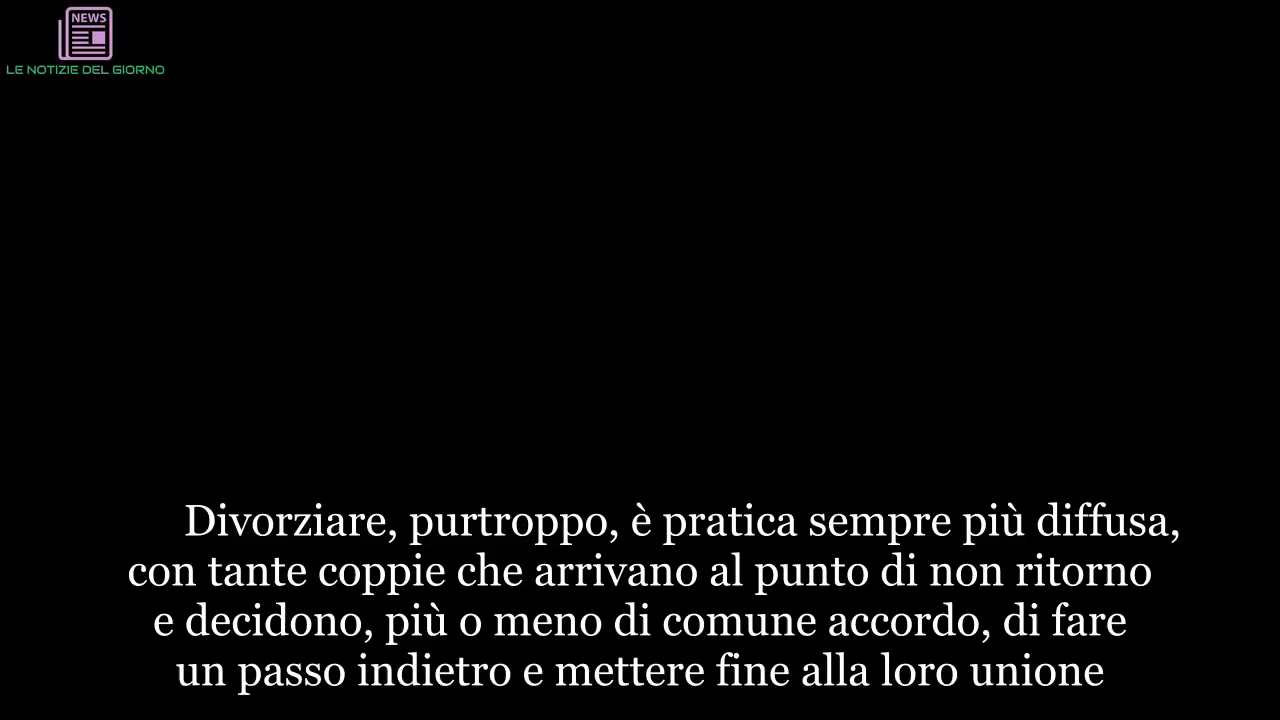 NEWS
LE NOTIZIE DEL GIORNO
Divorziare, purtroppo, è pratica sempre più diffusa,
con tante coppie che arrivano al punto di non ritorno
e decidono, più o meno di comune accordo, di fare
un passo indietro e mettere fine alla loro unione